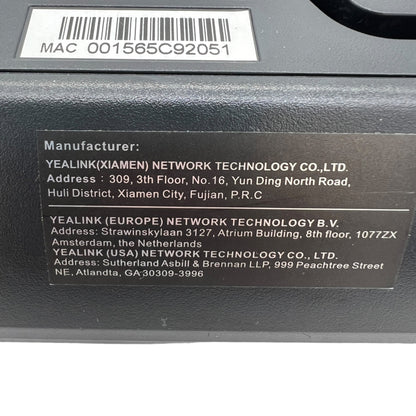 MAC 001565C92051
Manufacturer:
YEALINK(XIAMEN) NETWORK TECHNOLOGY CO.,LTD.
Address : 309, 3th Floor, No.16, Yun Ding North Road,
Huli District, Xiamen City, Fujian, P.R.C
YEALINK (EUROPE) NETWORK TECHNOLOGY B.V.
Address: Strawinskylaan 3127, Atrium Building, 8th floor, 1077ZX
Amsterdam, the Netherlands
YEALINK (USA) NETWORK TECHNOLOGY CO., LTD.
Address: Sutherland Asbill & Brennan LLP, 999 Peachtree Street
NE, Atlandta, GA 30309-3996